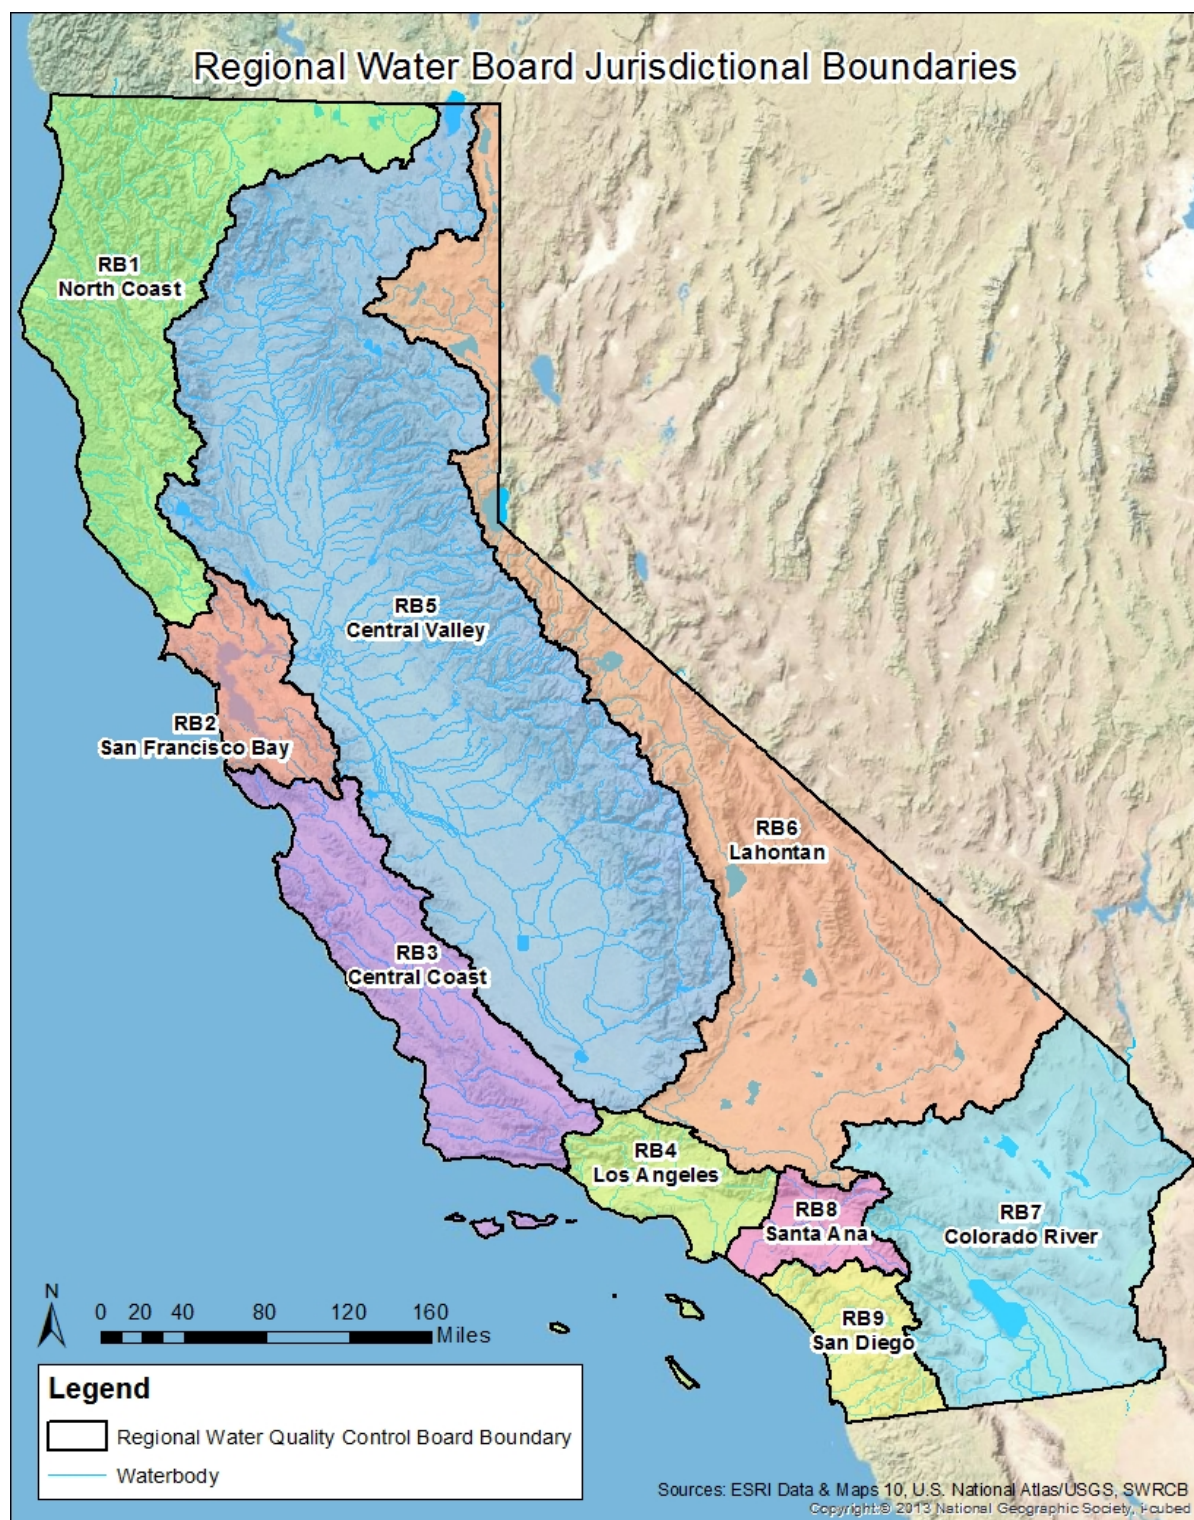 Regional Water Board Jurisdictional Boundaries
RB1
North Coast
RB5
Central Valley
RB2
San Francisco Bay
RB6
Lahontan
RB3
Central Coast
RB4
Los Angeles
RB8
Santa Ana
RB7
Colorado River
RB9
San Diego
N
0 20 40 80 120 160
Miles
Legend
Regional Water Quality Control Board Boundary
Waterbody
Sources: ESRI Data & Maps 10, U.S. National Atlas/USGS, SWRCB
Copyright:© 2013 National Geographic Society, i-cubed